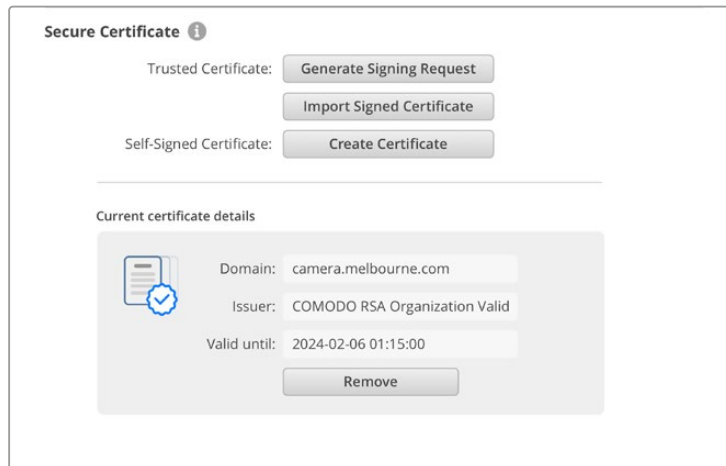 Secure Certificate i
Trusted Certificate: Generate Signing Request
Import Signed Certificate
Self-Signed Certificate: Create Certificate
Current certificate details
Domain: camera.melbourne.com
Issuer: COMODO RSA Organization Valid
Valid until: 2024-02-06 01:15:00
Remove